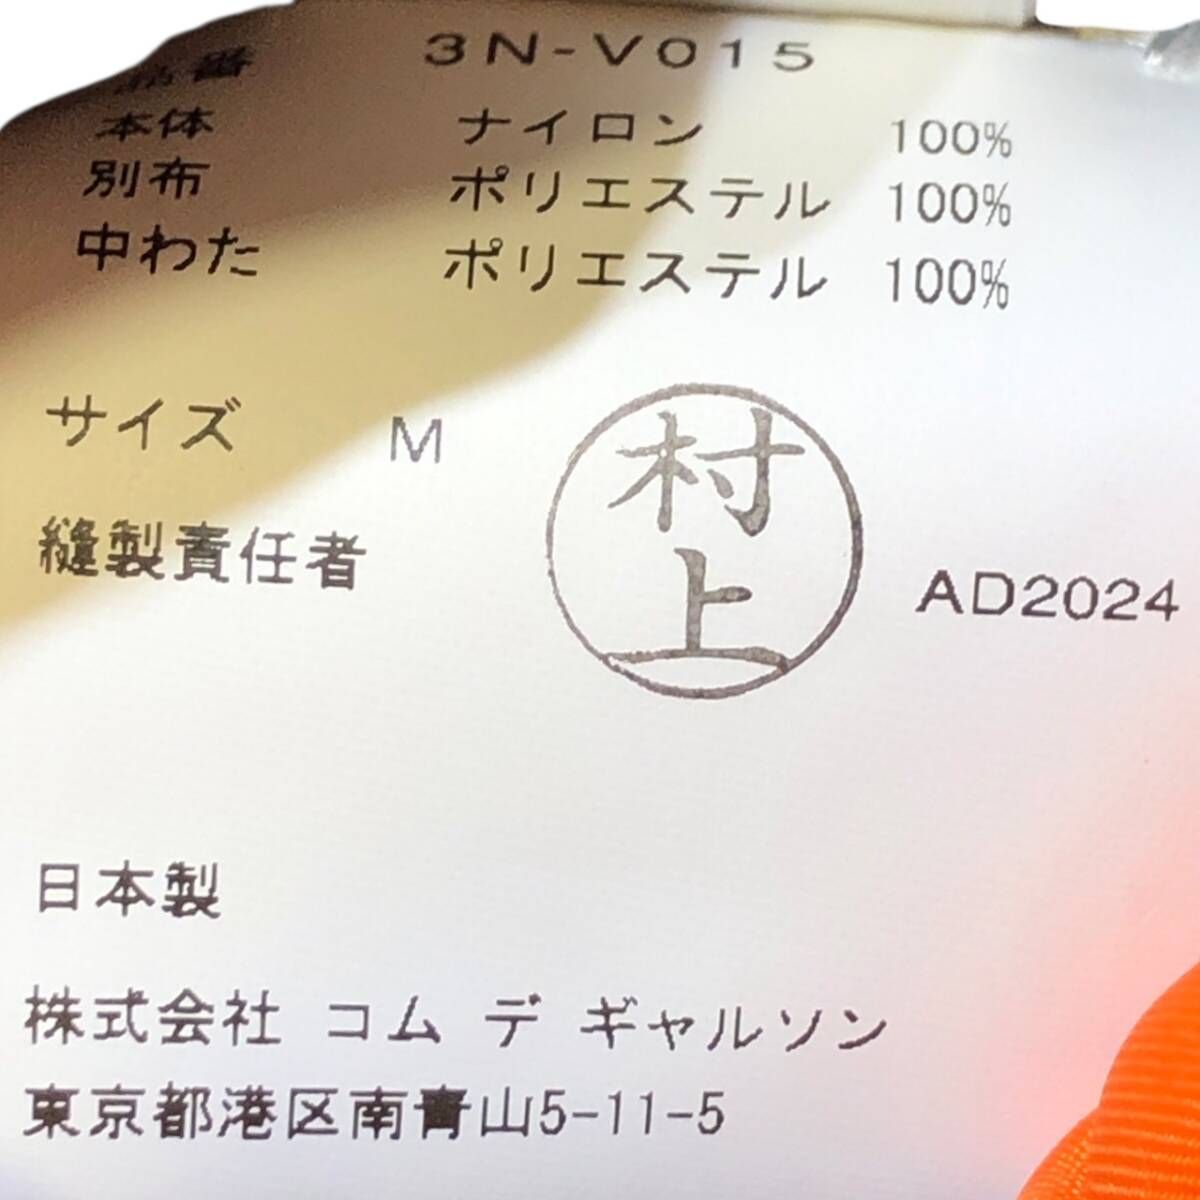 品番 3N-V015
本体 ナイロン 100%
別布 ポリエステル 100%
中わた ポリエステル 100%
サイズ M
縫製責任者 村上 AD2024
日本製
株式会社 コム デ ギャルソン
東京都港区南青山5-11-5